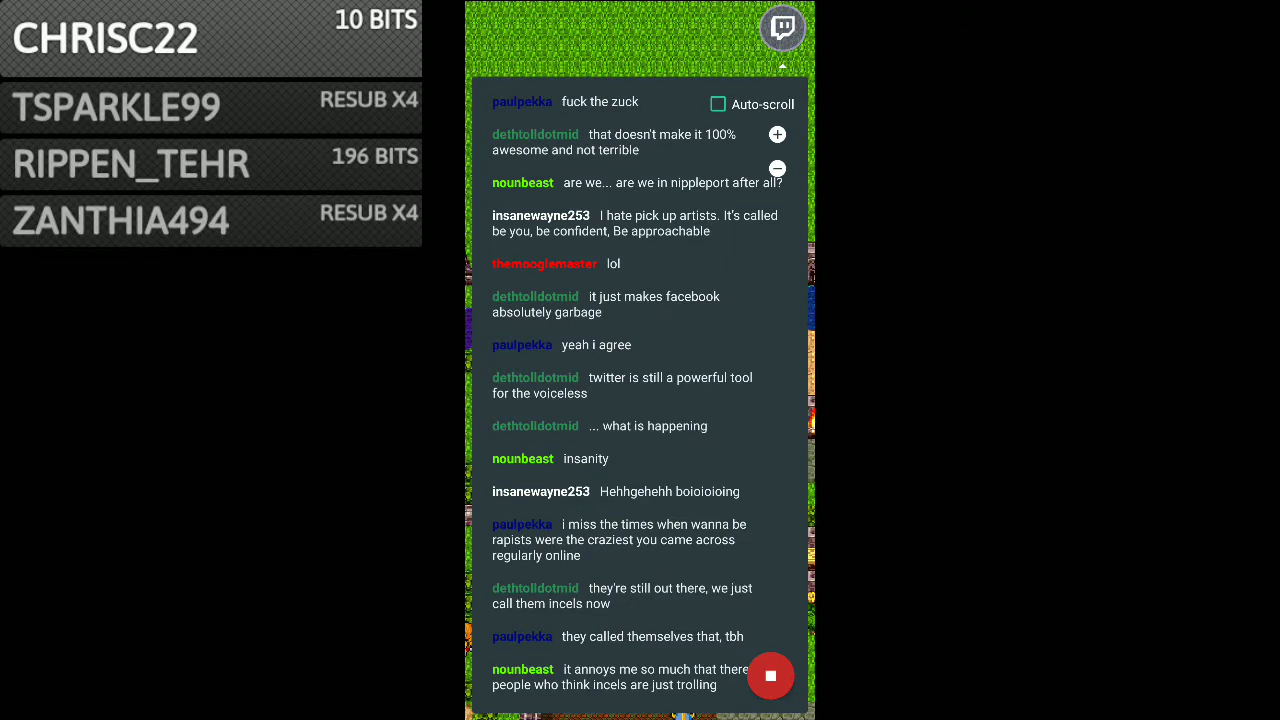 CHRISC22 10 BITS
TSPARKLE99 RESUB X4
RIPPEN_TEHR 196 BITS
ZANTHIA494 RESUB X4
Auto-scroll
paulpekka fuck the zuck
dethtolldotmid that doesn't make it 100%
awesome and not terrible
nounbeast are we... are we in nippleport after all?
insanewayne253 I hate pick up artists. It's called
be you, be confident, Be approachable
themooglemaster lol
dethtolldotmid it just makes facebook
absolutely garbage
paulpekka yeah i agree
dethtolldotmid twitter is still a powerful tool
for the voiceless
dethtolldotmid ... what is happening
nounbeast insanity
insanewayne253 Hehhgehehh boioioioing
paulpekka i miss the times when wanna be
rapists were the craziest you came across
regularly online
dethtolldotmid they're still out there, we just
call them incels now
paulpekka they called themselves that, tbh
nounbeast it annoys me so much that there
people who think incels are just trolling